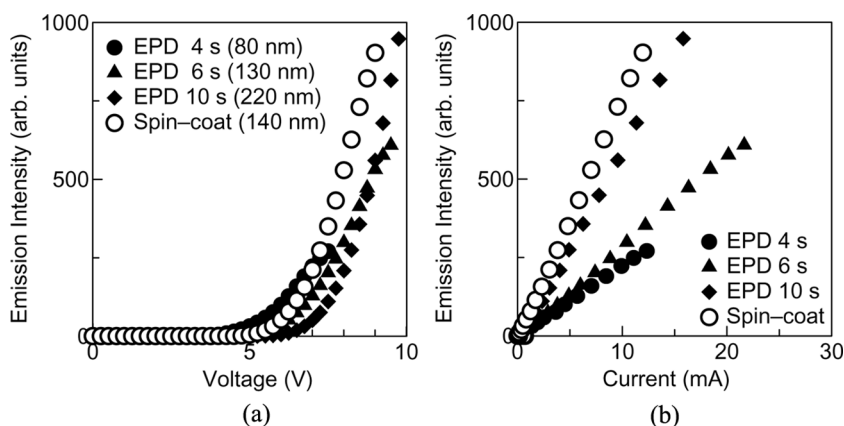 1000
500
0
Emission Intensity (arb. units)
EPD 4 s (80 nm)
EPD 6 s (130 nm)
EPD 10 s (220 nm)
Spin–coat (140 nm)
0
5
10
Voltage (V)
(a)
1000
500
0
Emission Intensity (arb. units)
EPD 4 s
EPD 6 s
EPD 10 s
Spin–coat
0
10
20
30
Current (mA)
(b)